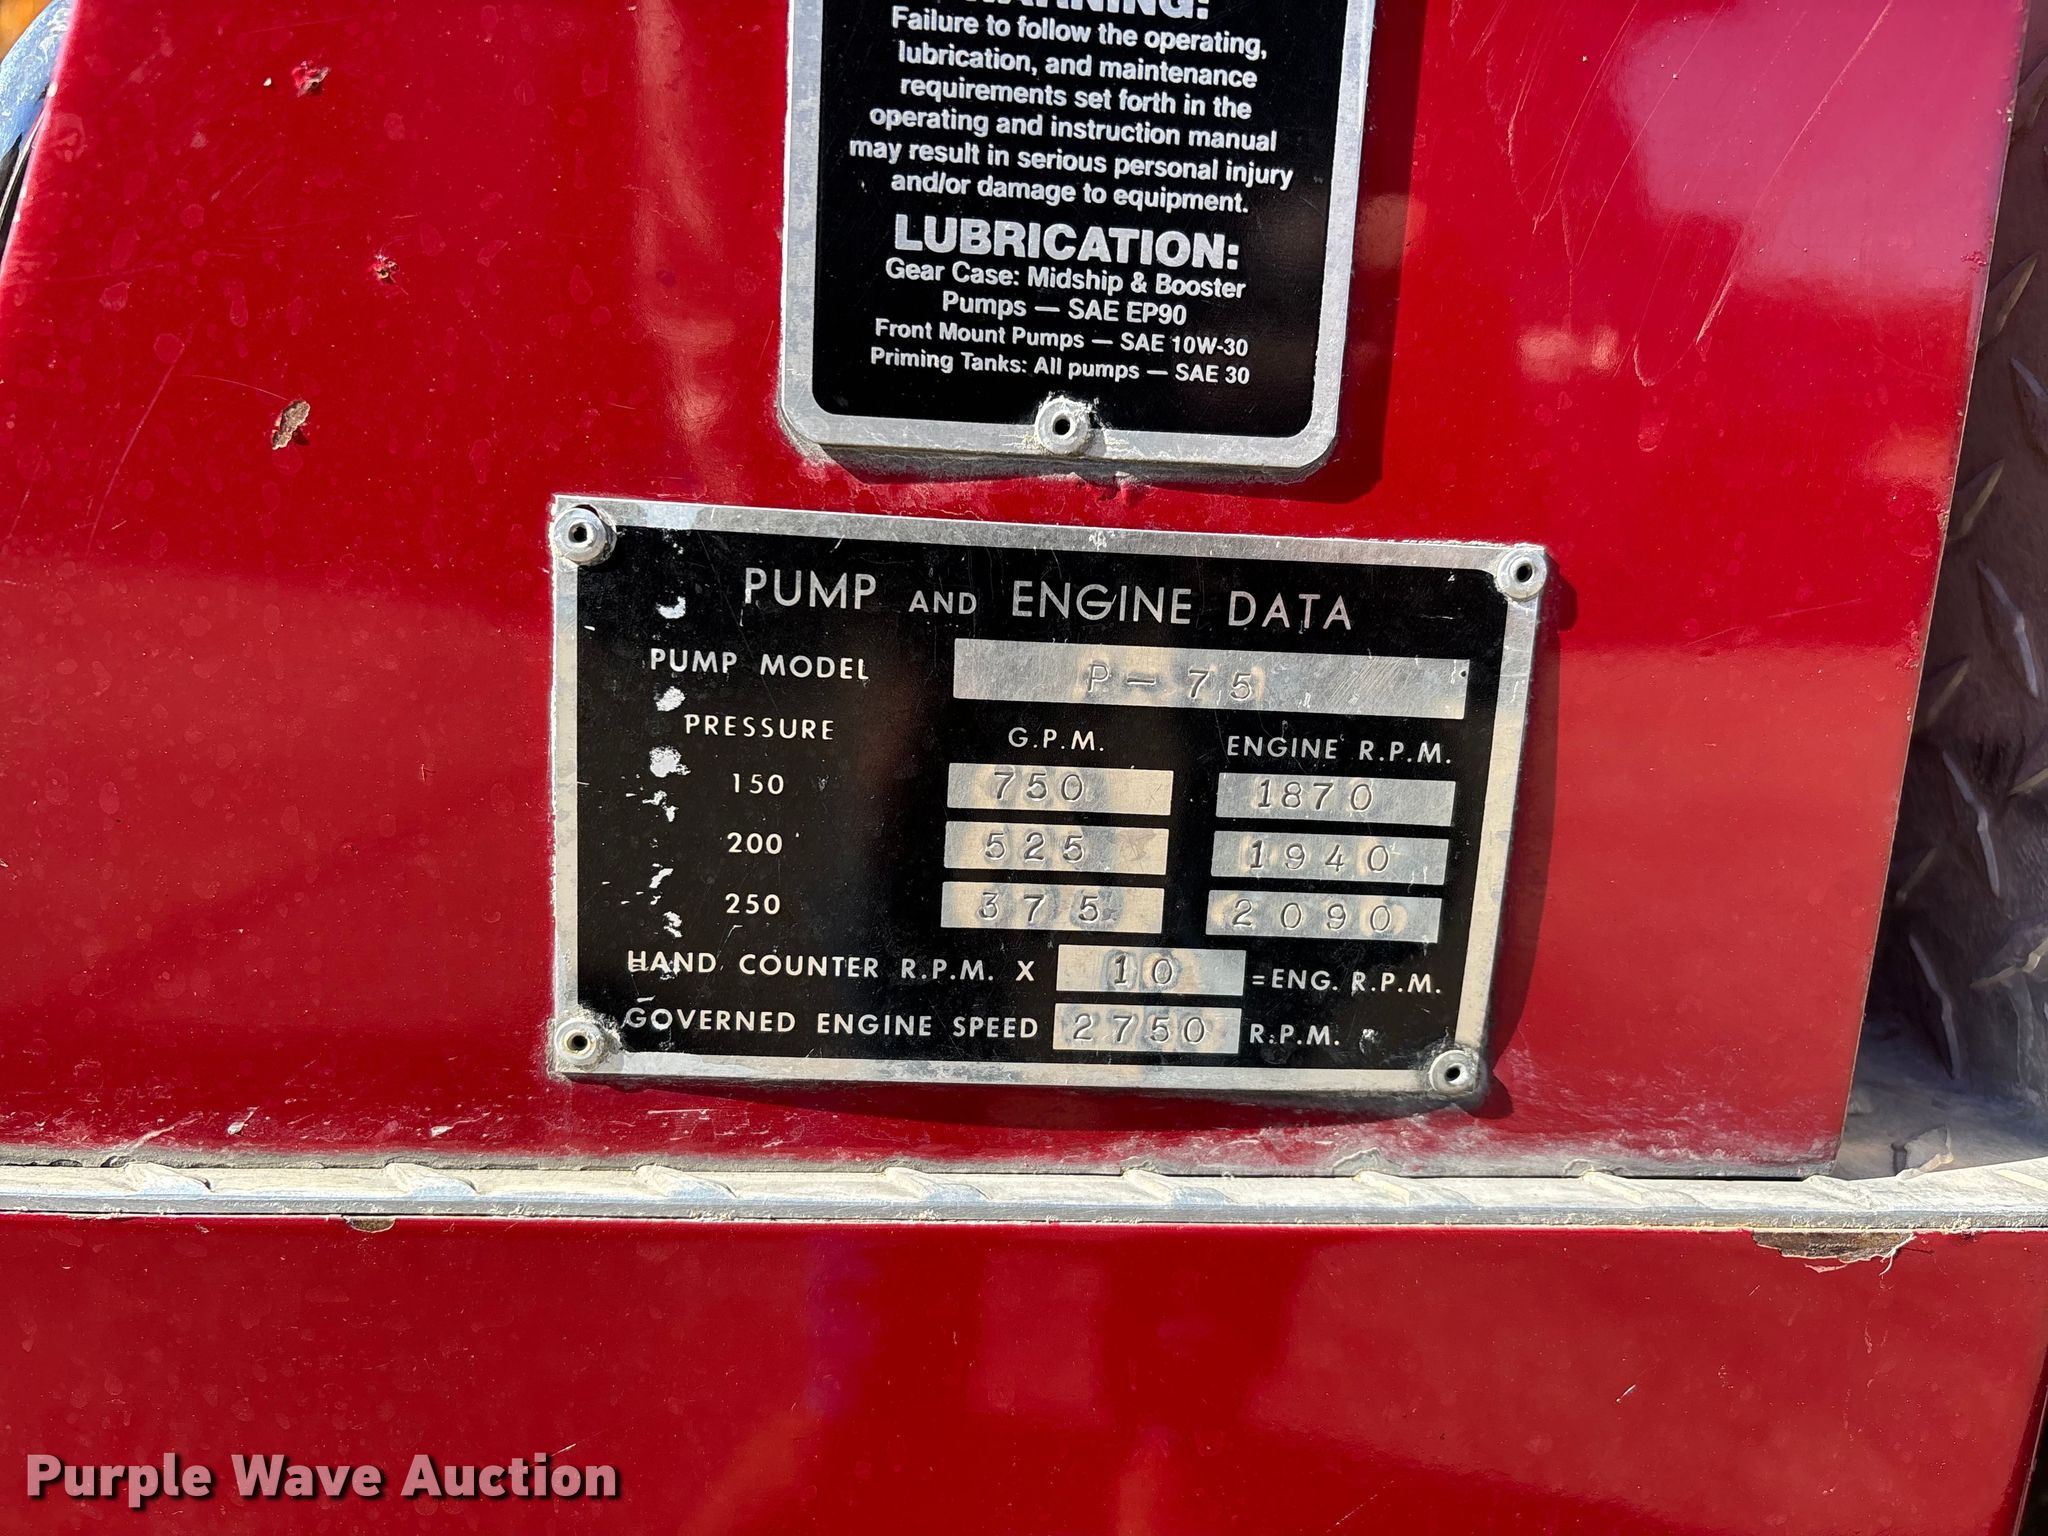 WARNING:
Failure to follow the operating,
lubrication, and maintenance
requirements set forth in the
operating and instruction manual
may result in serious personal injury
and/or damage to equipment.
LUBRICATION:
Gear Case: Midship & Booster
Pumps — SAE EP90
Front Mount Pumps — SAE 10W-30
Priming Tanks: All pumps — SAE 30
PUMP AND ENGINE DATA
PUMP MODEL P-75
PRESSURE G.P.M. ENGINE R.P.M.
150 750 1870
200 525 1940
250 375 2090
HAND COUNTER R.P.M. X 10 =ENG. R.P.M.
GOVERNED ENGINE SPEED 2750 R.P.M.
Purple Wave Auction